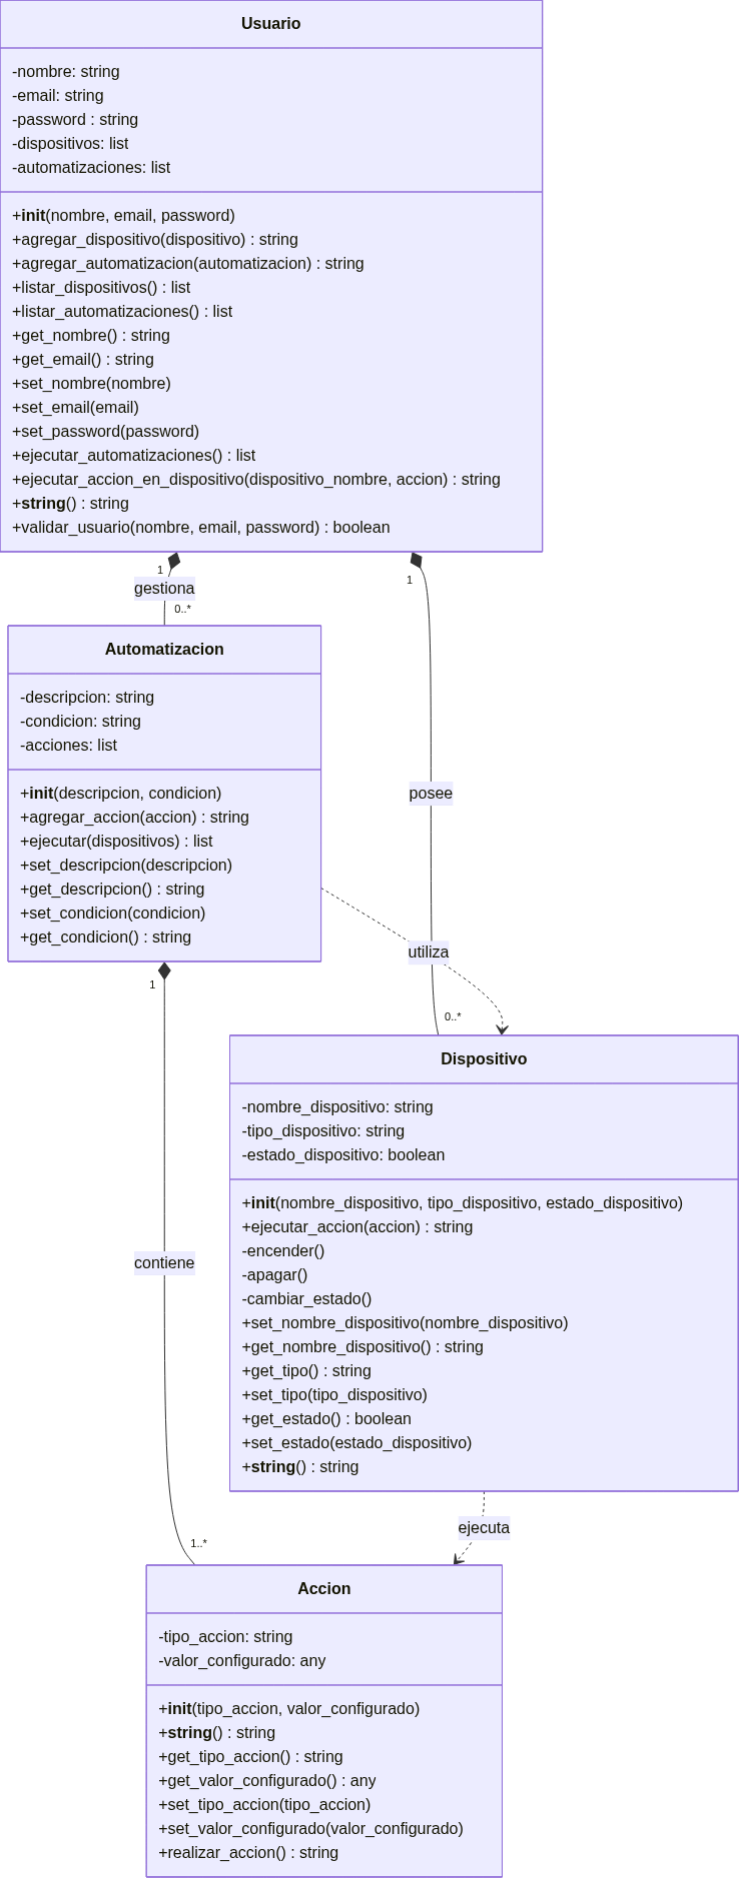 Usuario
-nombre: string
-email: string
-password : string
-dispositivos: list
-automatizaciones: list
+init(nombre, email, password)
+agregar_dispositivo(dispositivo) : string
+agregar_automatizacion(automatizacion) : string
+listar_dispositivos() : list
+listar_automatizaciones() : list
+get_nombre() : string
+get_email() : string
+set_nombre(nombre)
+set_email(email)
+set_password(password)
+ejecutar_automatizaciones() : list
+ejecutar_accion_en_dispositivo(dispositivo_nombre, accion) : string
+string() : string
+validar_usuario(nombre, email, password) : boolean
1
gestiona
0..*
1
Automatizacion
-descripcion: string
-condicion: string
-acciones: list
+init(descripcion, condicion)
+agregar_accion(accion) : string
+ejecutar(dispositivos) : list
+set_descripcion(descripcion)
+get_descripcion() : string
+set_condicion(condicion)
+get_condicion() : string
posee
utiliza
1
0..*
Dispositivo
-nombre_dispositivo: string
-tipo_dispositivo: string
-estado_dispositivo: boolean
+init(nombre_dispositivo, tipo_dispositivo, estado_dispositivo)
+ejecutar_accion(accion) : string
-encender()
-apagar()
-cambiar_estado()
+set_nombre_dispositivo(nombre_dispositivo)
+get_nombre_dispositivo() : string
+get_tipo() : string
+set_tipo(tipo_dispositivo)
+get_estado() : boolean
+set_estado(estado_dispositivo)
+string() : string
contiene
ejecuta
1..*
Accion
-tipo_accion: string
-valor_configurado: any
+init(tipo_accion, valor_configurado)
+string() : string
+get_tipo_accion() : string
+get_valor_configurado() : any
+set_tipo_accion(tipo_accion)
+set_valor_configurado(valor_configurado)
+realizar_accion() : string